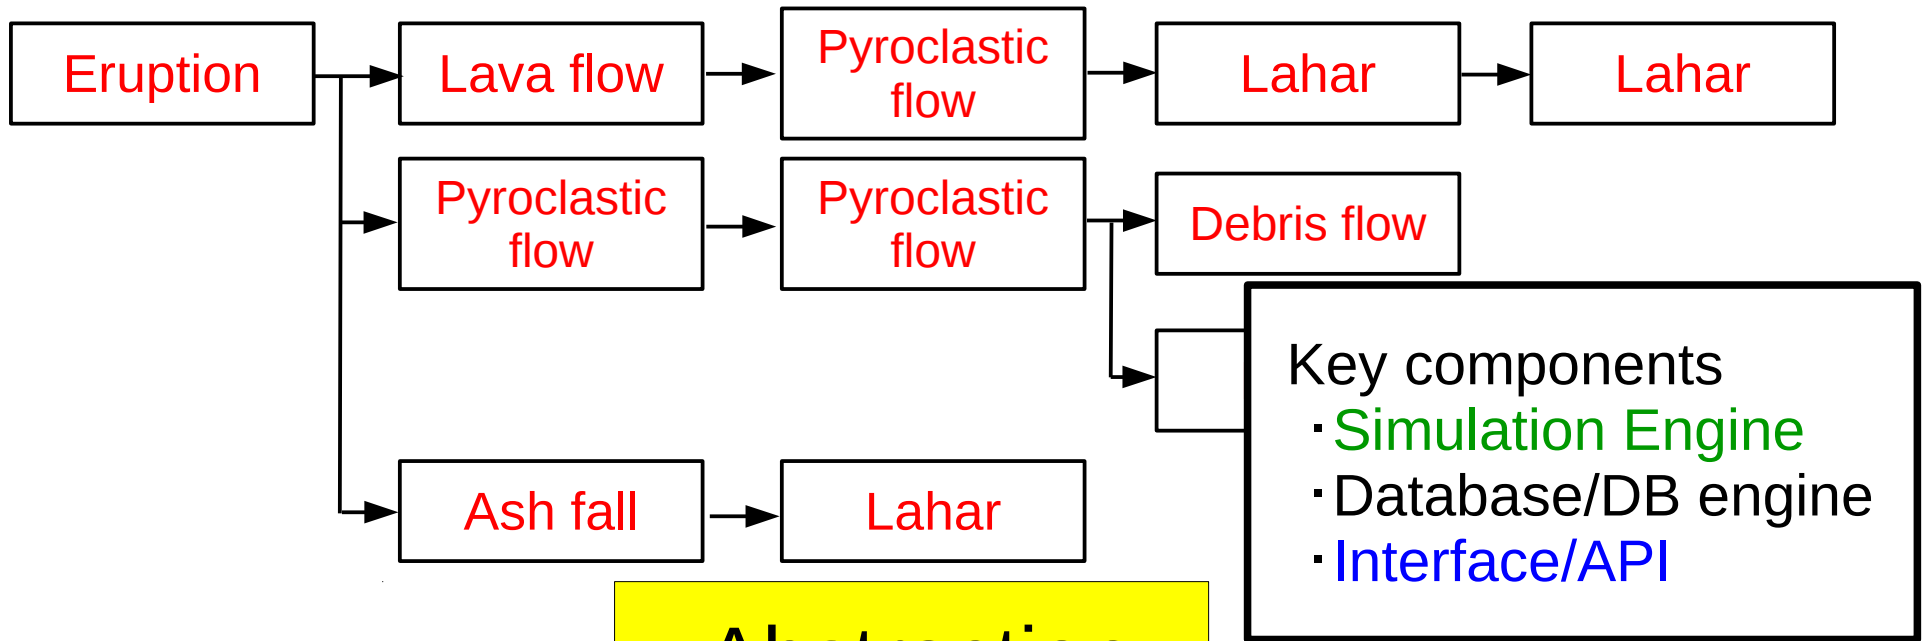 Eruption
Lava flow
Pyroclastic
flow
Lahar
Lahar
Pyroclastic
flow
Pyroclastic
flow
Debris flow
Ash fall
Lahar
Key components
・Simulation Engine
・Database/DB engine
・Interface/API